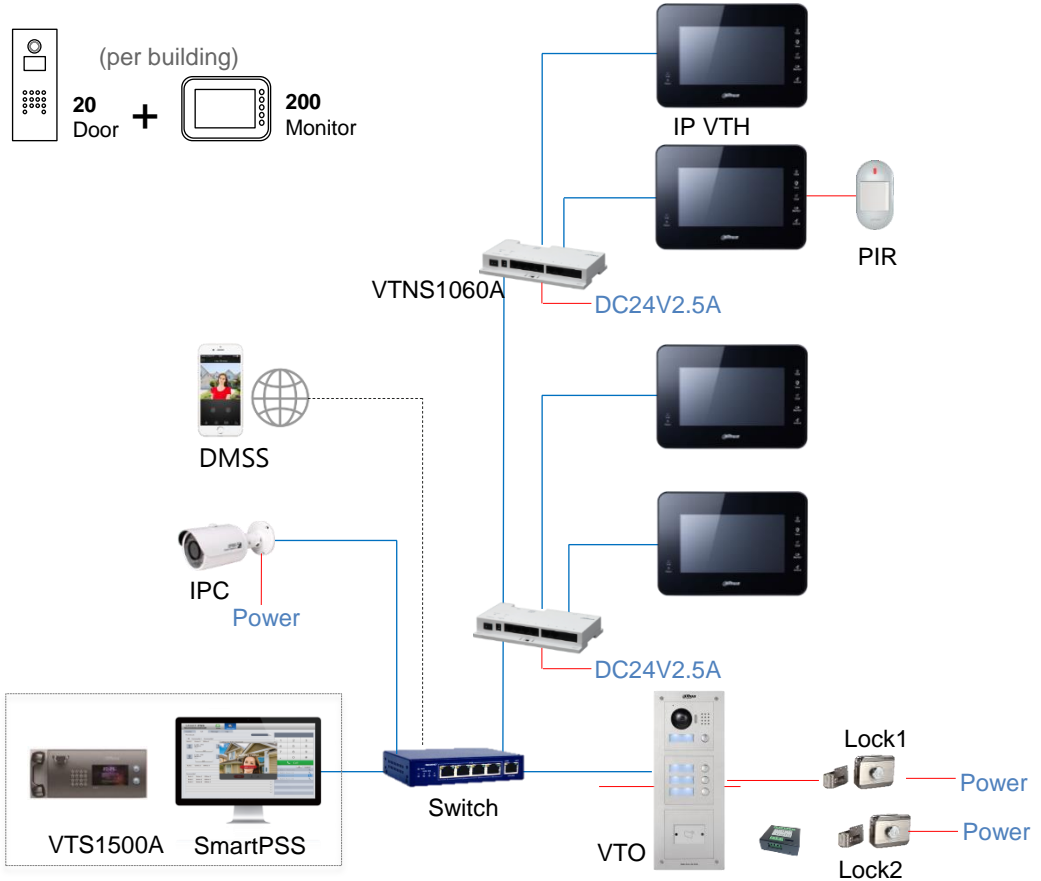 (per building)
20
Door
+
200
Monitor
IP VTH
PIR
VTNS1060A
DC24V2.5A
DMSS
IPC
Power
DC24V2.5A
Lock1
Power
Switch
VTS1500A
SmartPSS
VTO
Power
Lock2